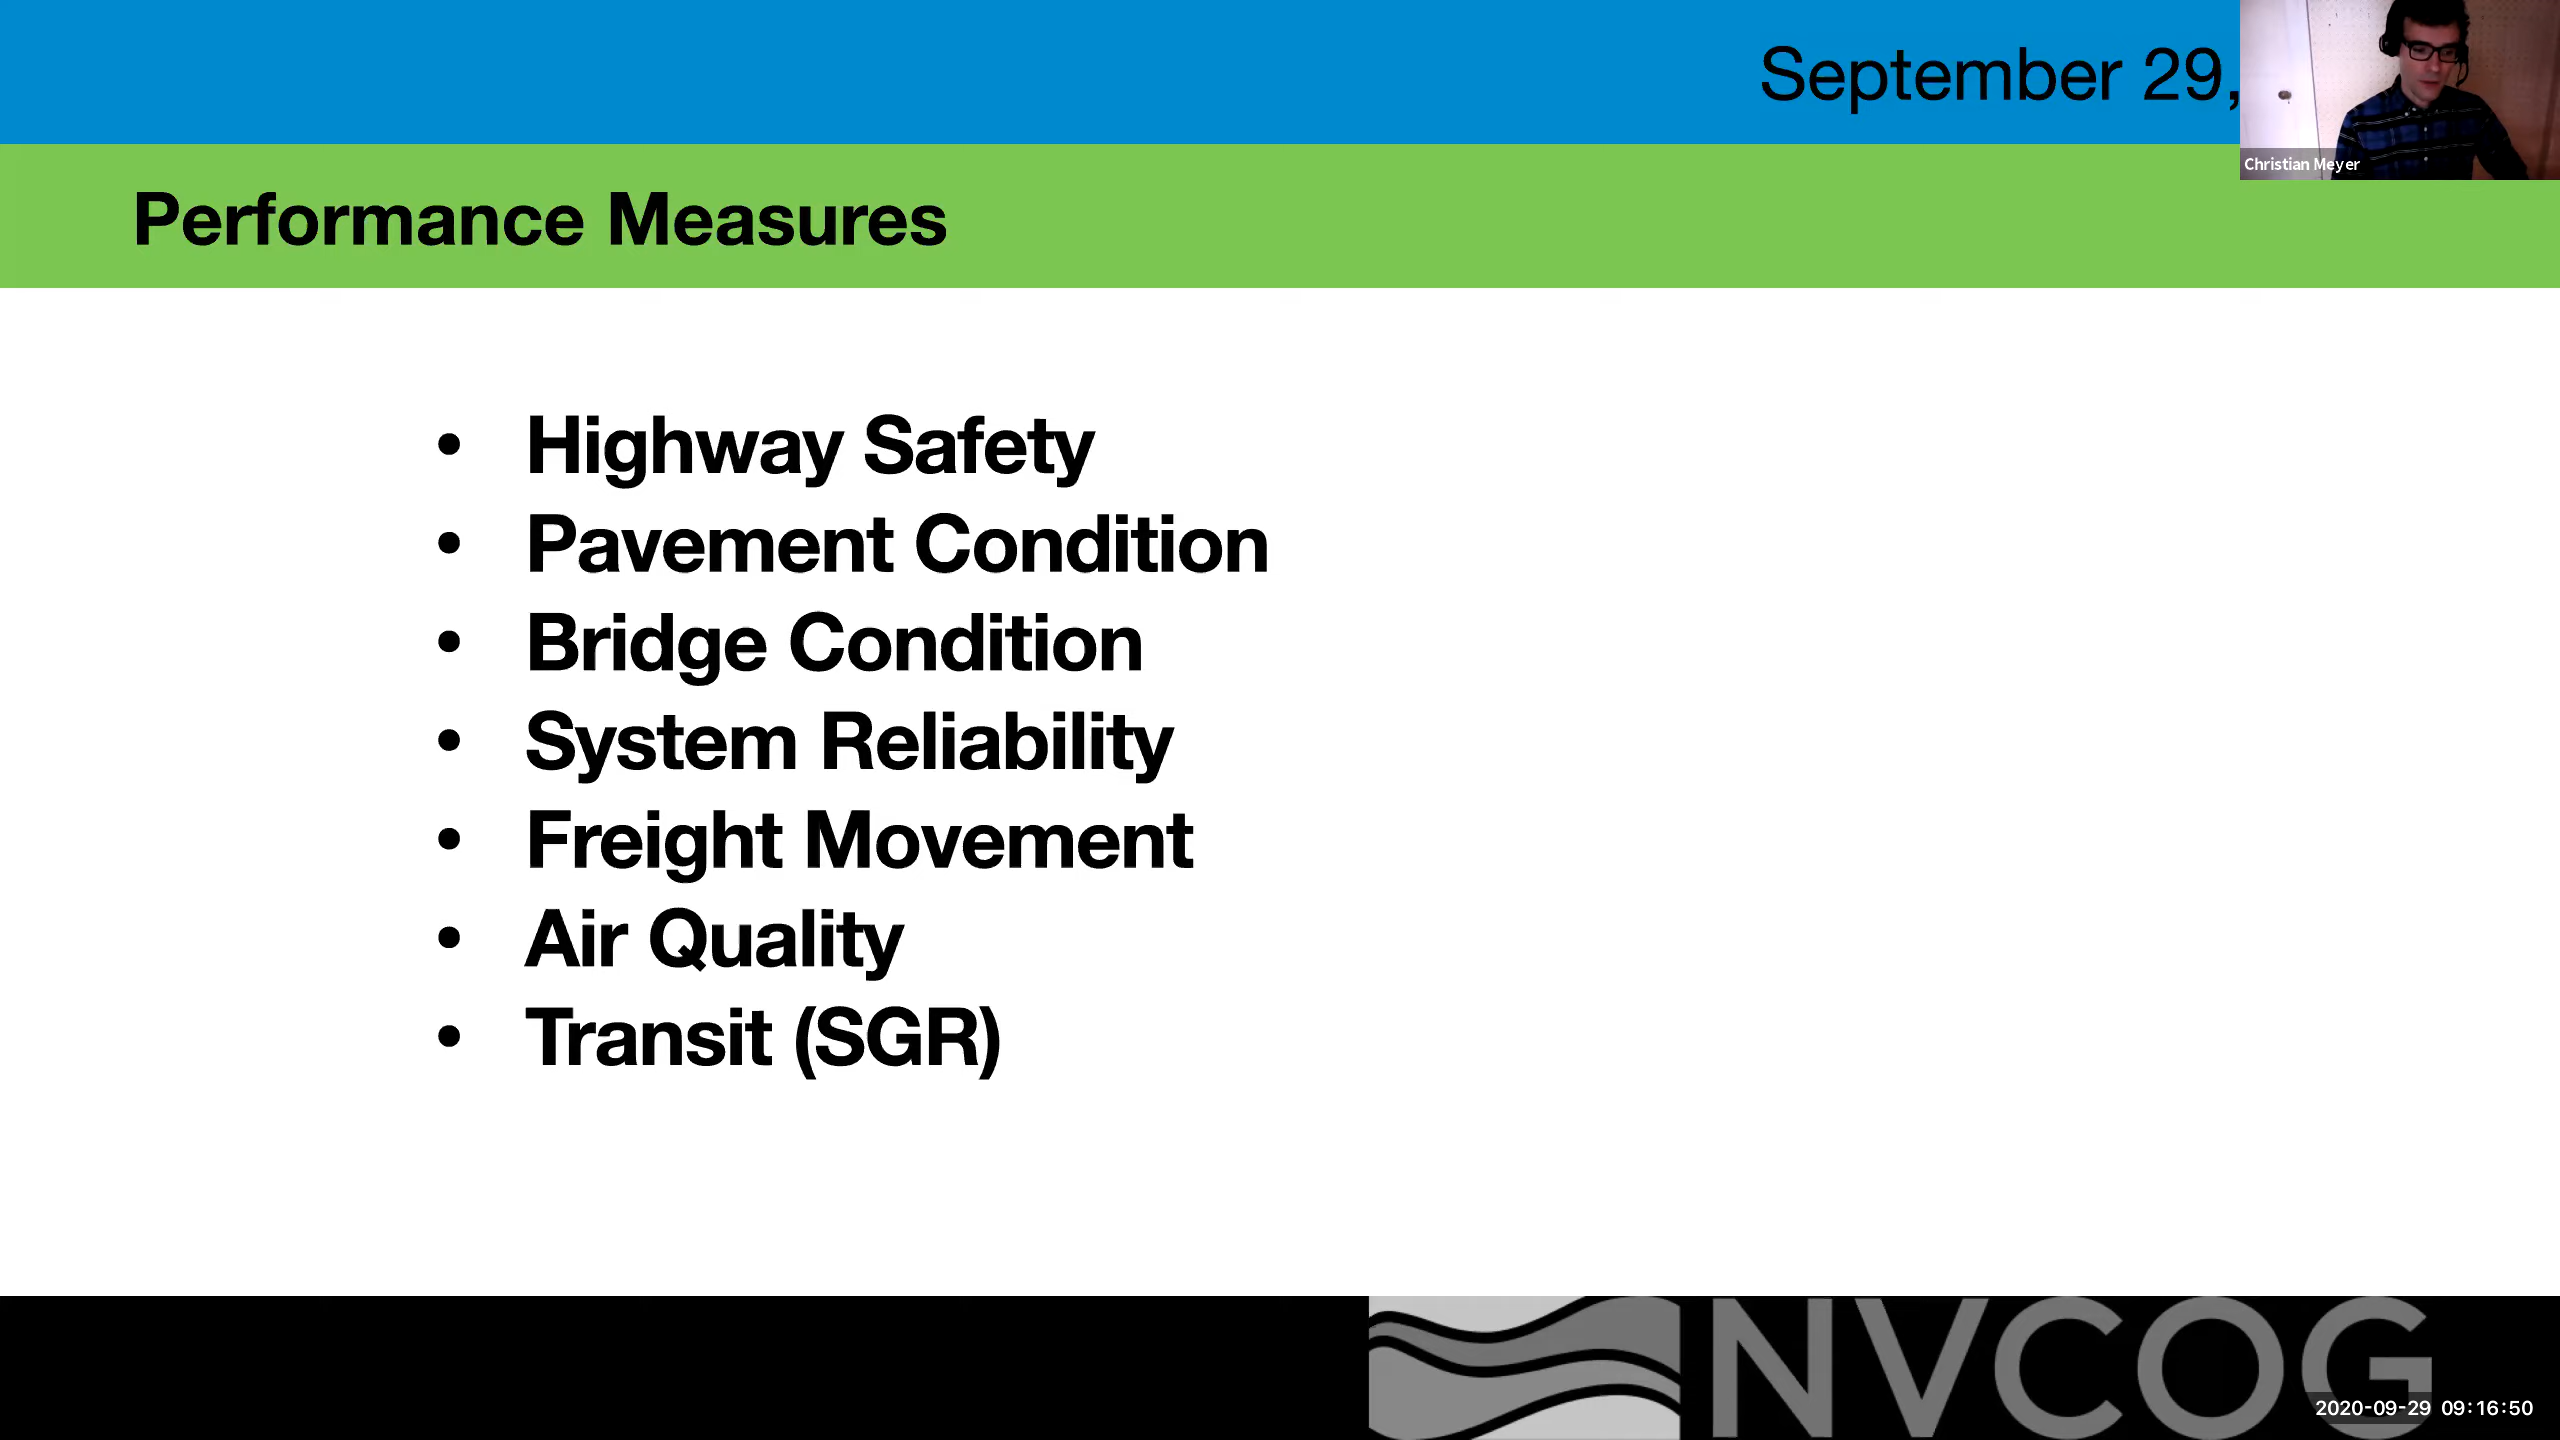 September 29,
Christian Meyer
Performance Measures
• Highway Safety
• Pavement Condition
• Bridge Condition
• System Reliability
• Freight Movement
• Air Quality
• Transit (SGR)
NVCOG
2020-09-29 09:16:50